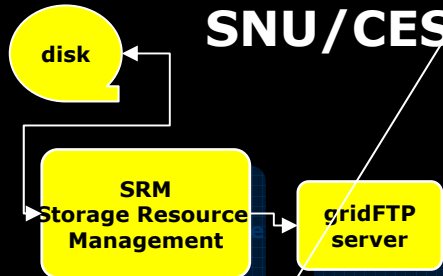 SNU/CES
disk
SRM
Storage Resource
Management
gridFTP
server